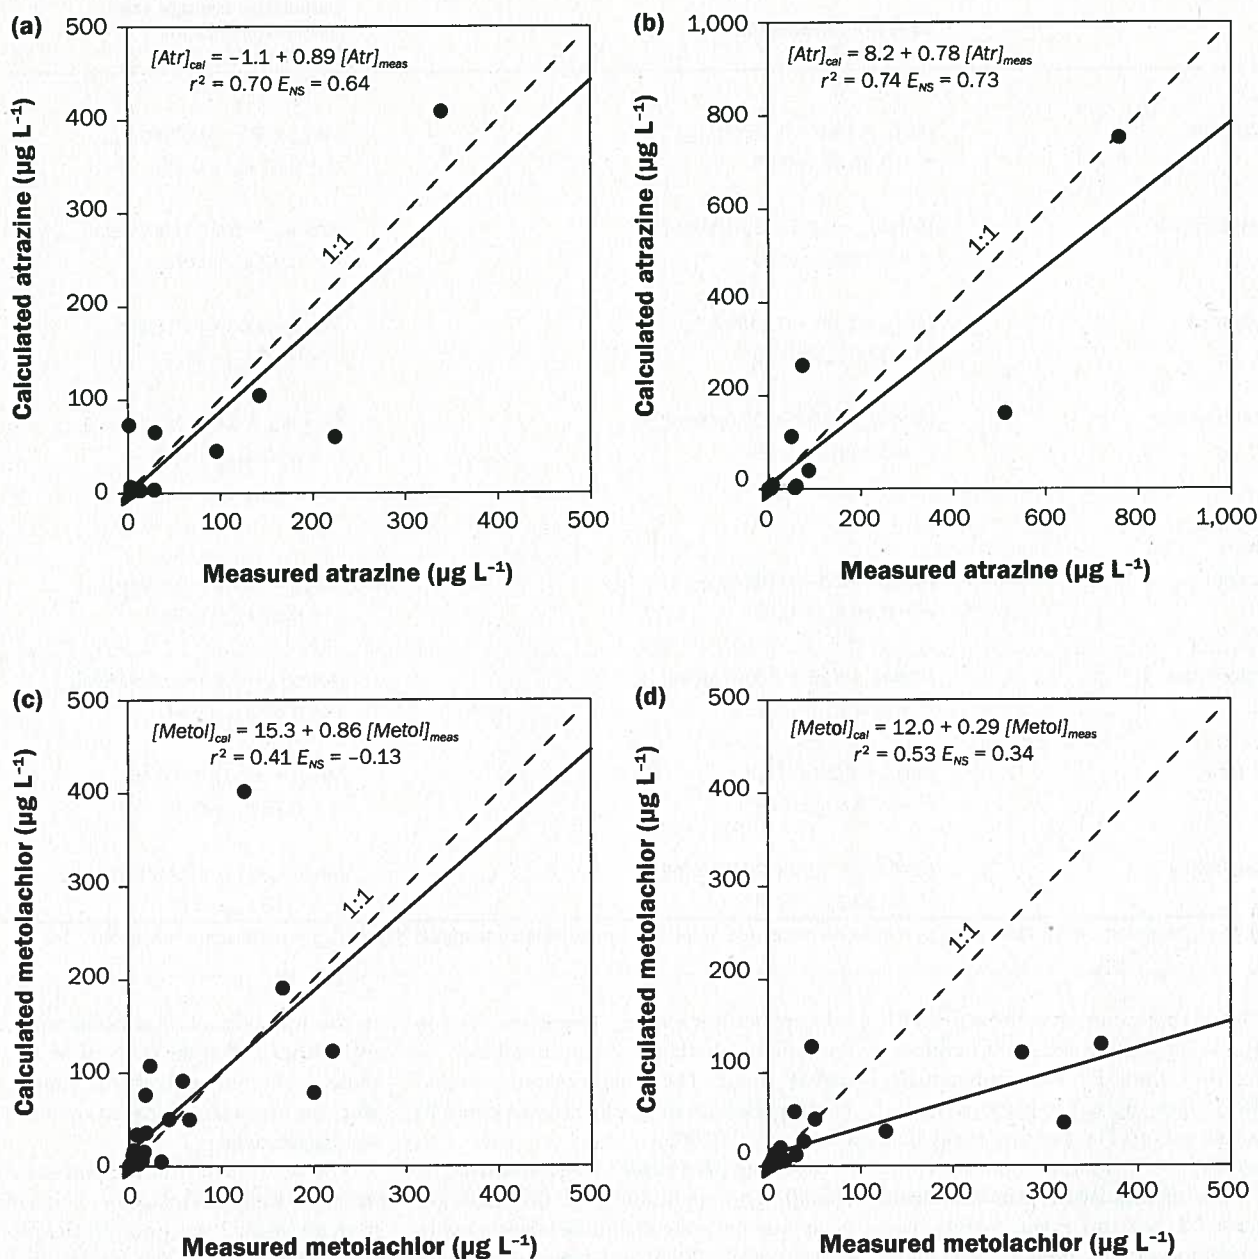 (a)
[Atr]cal = −1.1 + 0.89 [Atr]meas
r² = 0.70 ENS = 0.64
Calculated atrazine (µg L⁻¹)
500
400
300
200
100
0
1:1
0 100 200 300 400 500
Measured atrazine (µg L⁻¹)
(b)
[Atr]cal = 8.2 + 0.78 [Atr]meas
r² = 0.74 ENS = 0.73
Calculated atrazine (µg L⁻¹)
1,000
800
600
400
200
0
1:1
0 200 400 600 800 1,000
Measured atrazine (µg L⁻¹)
(c)
[Metol]cal = 15.3 + 0.86 [Metol]meas
r² = 0.41 ENS = −0.13
Calculated metolachlor (µg L⁻¹)
500
400
300
200
100
0
1:1
0 100 200 300 400 500
Measured metolachlor (µg L⁻¹)
(d)
[Metol]cal = 12.0 + 0.29 [Metol]meas
r² = 0.53 ENS = 0.34
Calculated metolachlor (µg L⁻¹)
500
400
300
200
100
0
1:1
0 100 200 300 400 500
Measured metolachlor (µg L⁻¹)